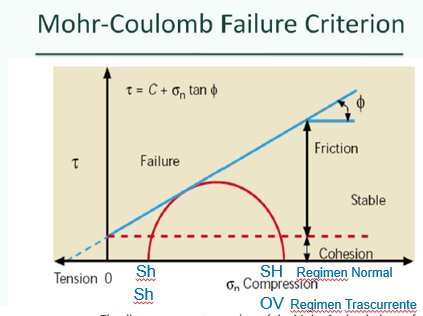 Mohr-Coulomb Failure Criterion
τ = C + σn tan ϕ
ϕ
Friction
τ
Failure
Stable
Cohesion
Tension 0
Sh
SH
Regimen Normal
σn Compression
Sh
OV
Regimen Trascurrente